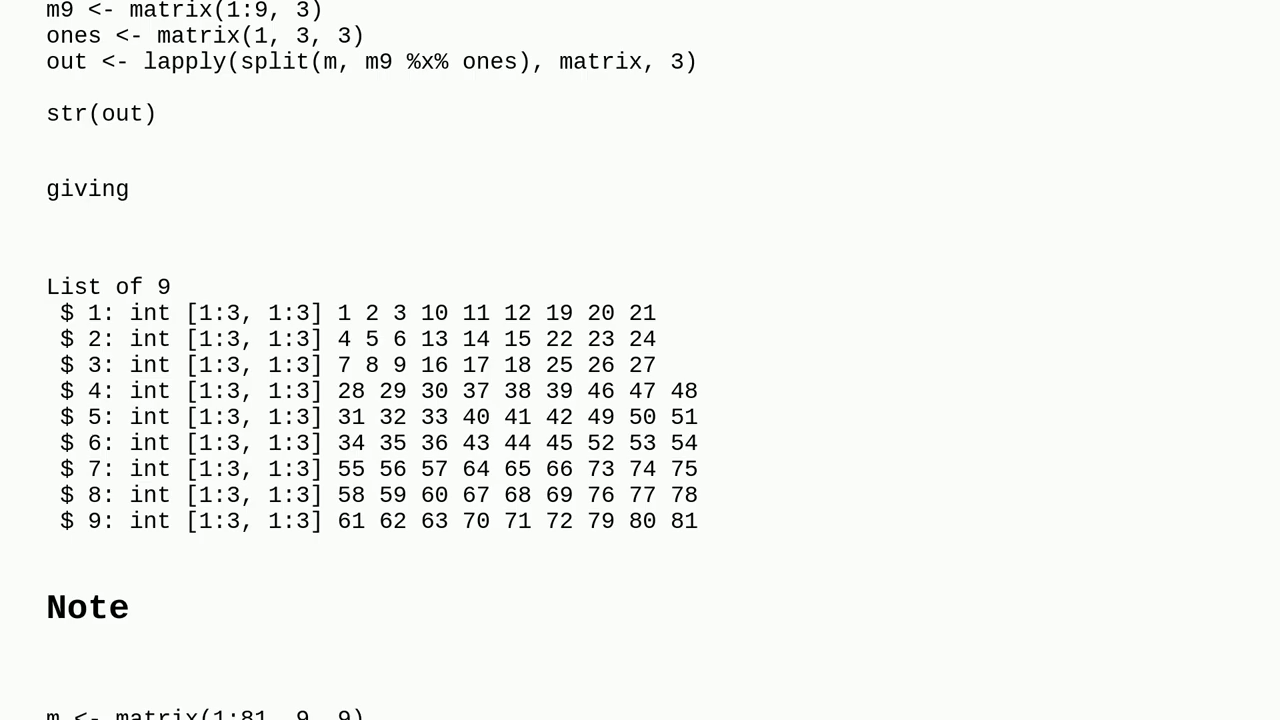 m9 <- matrix(1:9, 3)
ones <- matrix(1, 3, 3)
out <- lapply(split(m, m9 %x% ones), matrix, 3)
str(out)
giving
List of 9
 $ 1: int [1:3, 1:3] 1 2 3 10 11 12 19 20 21
 $ 2: int [1:3, 1:3] 4 5 6 13 14 15 22 23 24
 $ 3: int [1:3, 1:3] 7 8 9 16 17 18 25 26 27
 $ 4: int [1:3, 1:3] 28 29 30 37 38 39 46 47 48
 $ 5: int [1:3, 1:3] 31 32 33 40 41 42 49 50 51
 $ 6: int [1:3, 1:3] 34 35 36 43 44 45 52 53 54
 $ 7: int [1:3, 1:3] 55 56 57 64 65 66 73 74 75
 $ 8: int [1:3, 1:3] 58 59 60 67 68 69 76 77 78
 $ 9: int [1:3, 1:3] 61 62 63 70 71 72 79 80 81
Note
m <- matrix(1:81, 9, 9)